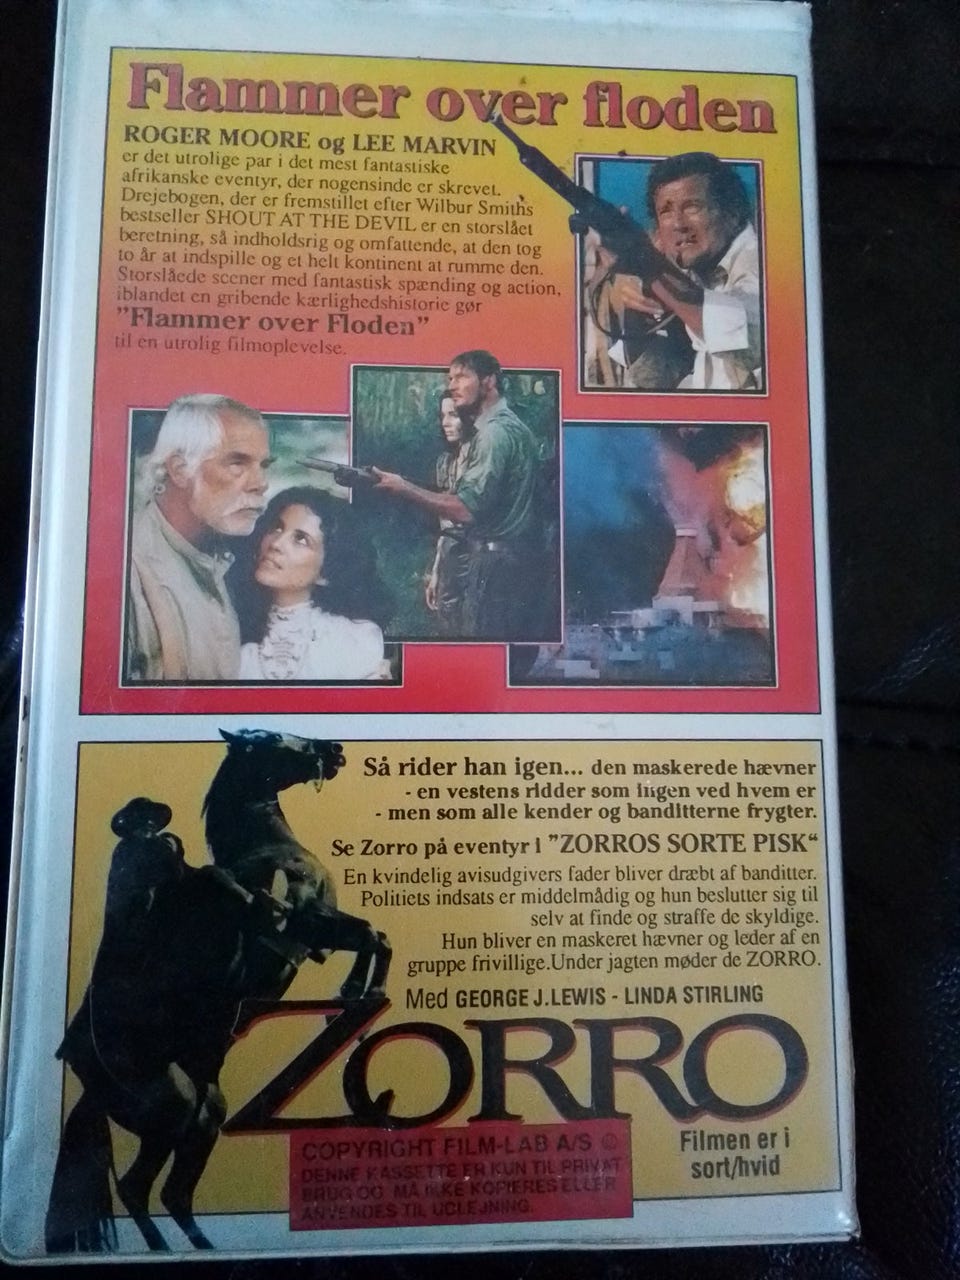 Flammer over floden
ROGER MOORE og LEE MARVIN
er det utrolige par i det mest fantastiske
afrikanske eventyr, der nogensinde er skrevet.
Drejebogen, der er fremstillet efter Wilbur Smiths
bestseller SHOUT AT THE DEVIL er en storslået
beretning, så indholdsrig og omfattende, at den tog
to år at indspille og et helt kontinent at rumme den.
Storslåede scener med fantastisk spænding og action,
iblandet en gribende kærlighedshistorie gør
"Flammer over Floden"
til en utrolig filmoplevelse.
Så rider han igen... den maskerede hævner
- en vestens ridder som ingen ved hvem er
- men som alle kender og banditterne frygter.
Se Zorro på eventyr i "ZORROS SORTE PISK"
En kvindelig avisudgivers fader bliver dræbt af banditter.
Politiets indsats er middelmådig og hun beslutter sig til
selv at finde og straffe de skyldige.
Hun bliver en maskeret hævner og leder af en
gruppe frivillige.Under jagten møder de ZORRO.
Med GEORGE J.LEWIS - LINDA STIRLING
ZORRO
COPYRIGHT FILM-LAB A/S ©
DENNE KASSETTE ER KUN TIL PRIVAT
BRUG OG MÅ IKKE KOPIERES ELLER
ANVENDES TIL UDLEJNING.
Filmen er i
sort/hvid